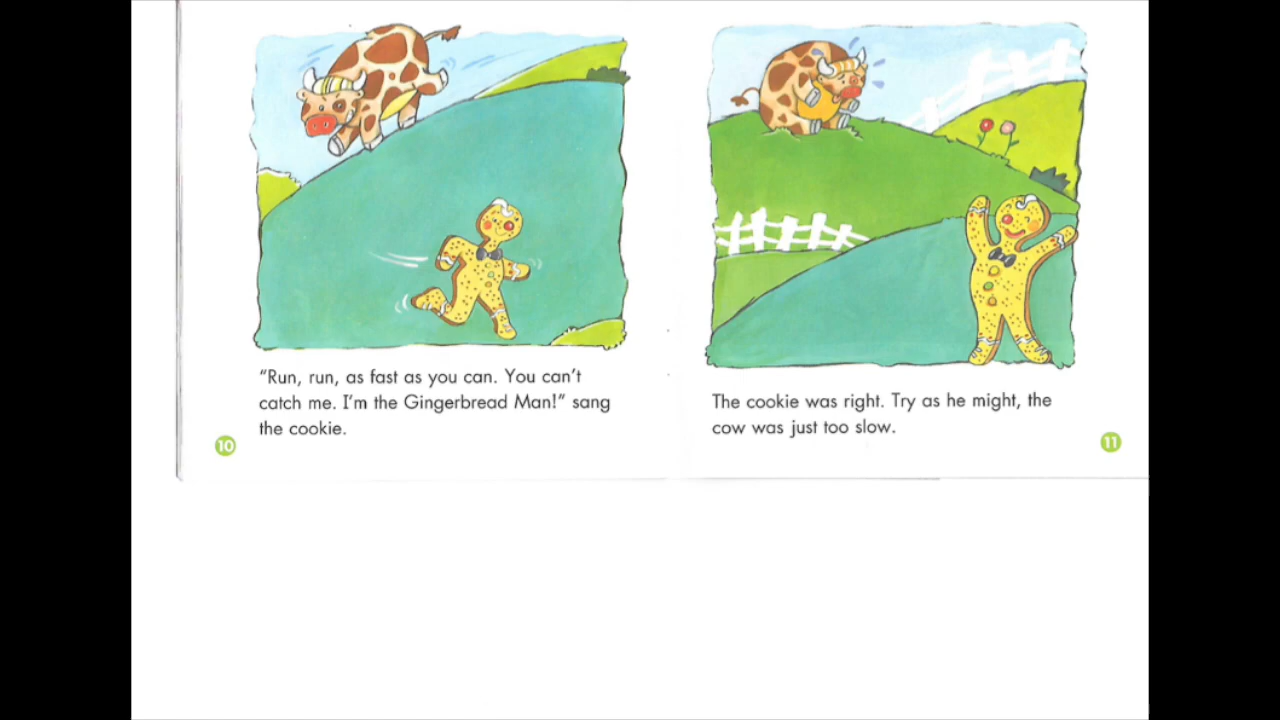 “Run, run, as fast as you can. You can’t
catch me. I’m the Gingerbread Man!” sang
the cookie.
10
The cookie was right. Try as he might, the
cow was just too slow.
11